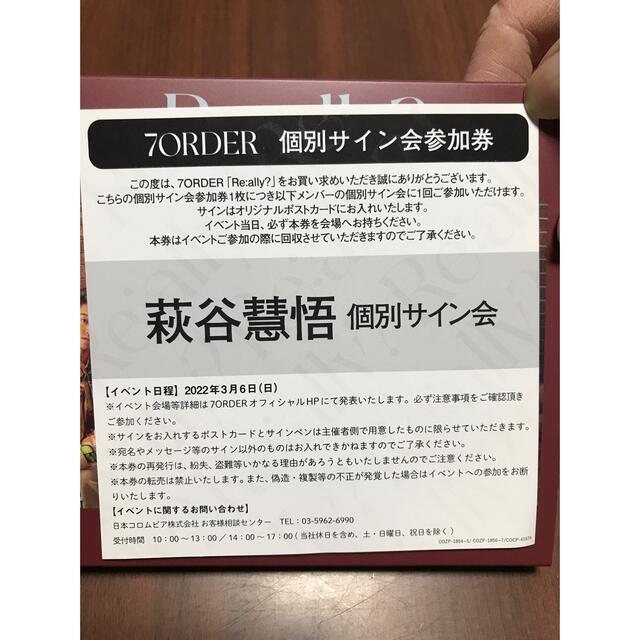 7ORDER 個別サイン会参加券
この度は、7ORDER「Re:ally?」をお買い求めいただき誠にありがとうございます。
こちらの個別サイン会参加券1枚につき以下メンバーの個別サイン会に1回ご参加いただけます。
サインはオリジナルポストカードにお入れいたします。
イベント当日、必ず本券を会場へお持ちください。
本券はイベントご参加の際に回収させていただきますのでご了承ください。
萩谷慧悟 個別サイン会
【イベント日程】2022年3月6日(日)
※イベント会場等詳細は7ORDERオフィシャルHPにて発表いたします。必ず注意事項をご確認頂き
ご参加ください。
※サインをお入れするポストカードとサインペンは主催者側で用意したものに限らせていただきます。
※宛名やメッセージ等のサイン以外のものはお入れできかねますのでご了承ください。
※本券の再発行は、紛失、盗難等いかなる理由があろうともいたしませんのでご注意ください。
※本券の転売は禁止いたします。また、偽造・複製等の不正が発覚した場合はイベントへの参加をお断
りいたします。
【イベントに関するお問い合わせ】
日本コロムビア株式会社 お客様相談センター TEL:03-5962-6990
受付時間 10:00〜13:00/14:00〜17:00(当社休日を含め、土・日曜日、祝日を除く)